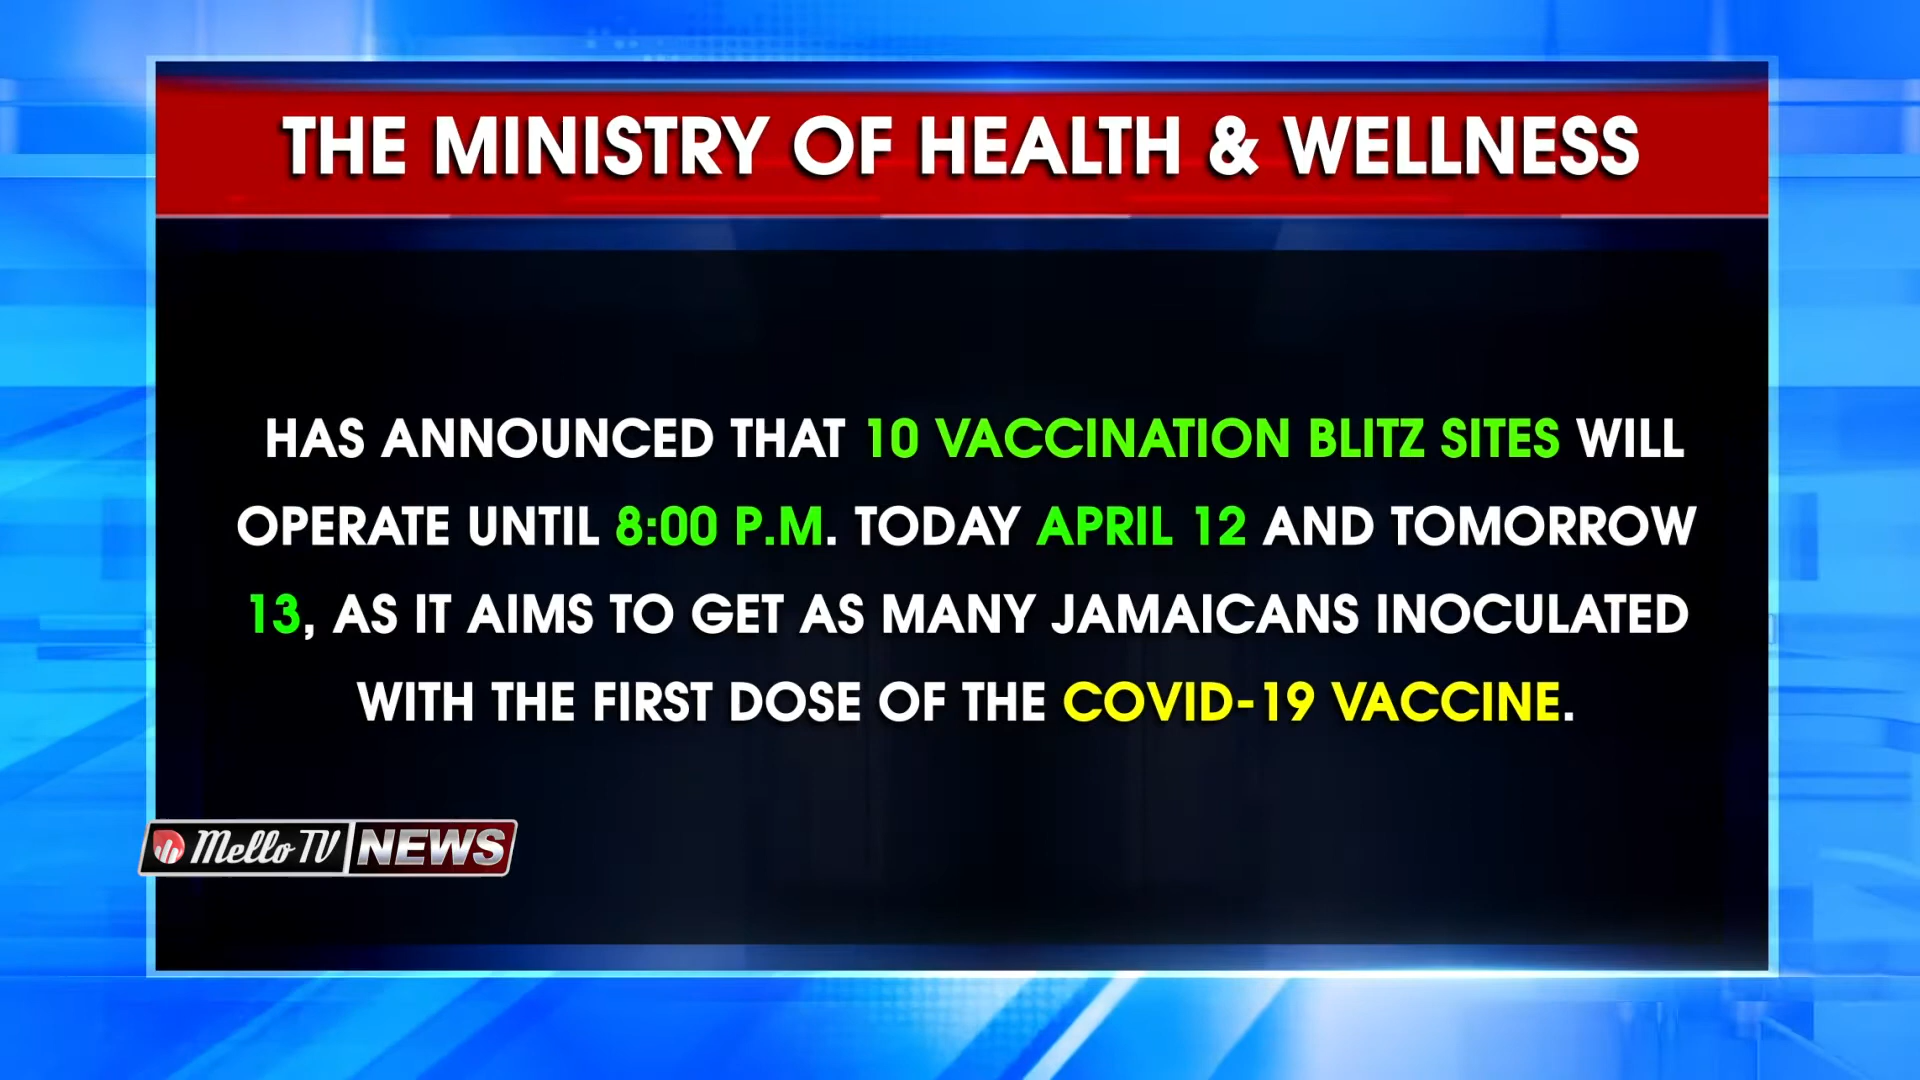 THE MINISTRY OF HEALTH & WELLNESS
HAS ANNOUNCED THAT 10 VACCINATION BLITZ SITES WILL
OPERATE UNTIL 8:00 P.M. TODAY APRIL 12 AND TOMORROW
13, AS IT AIMS TO GET AS MANY JAMAICANS INOCULATED
WITH THE FIRST DOSE OF THE COVID-19 VACCINE.
Mello TV NEWS